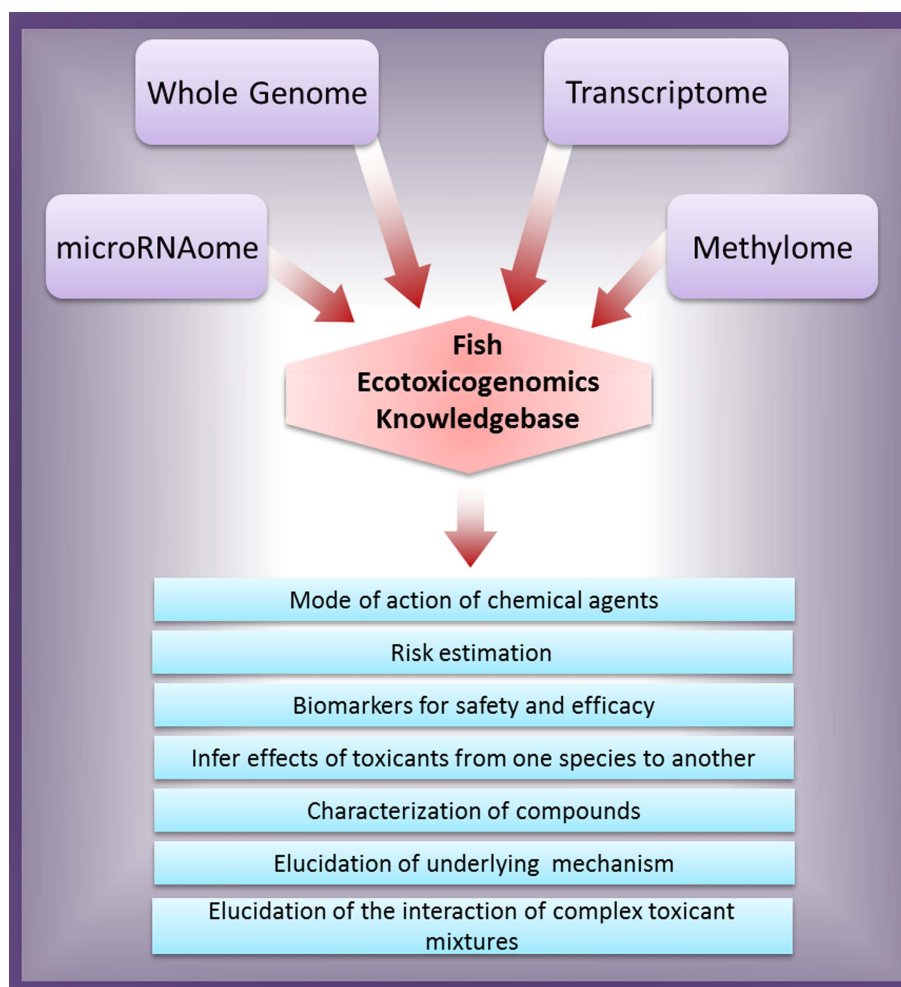 Whole Genome
Transcriptome
microRNAome
Methylome
Fish
Ecotoxicogenomics
Knowledgebase
Mode of action of chemical agents
Risk estimation
Biomarkers for safety and efficacy
Infer effects of toxicants from one species to another
Characterization of compounds
Elucidation of underlying  mechanism
Elucidation of the interaction of complex toxicant
mixtures